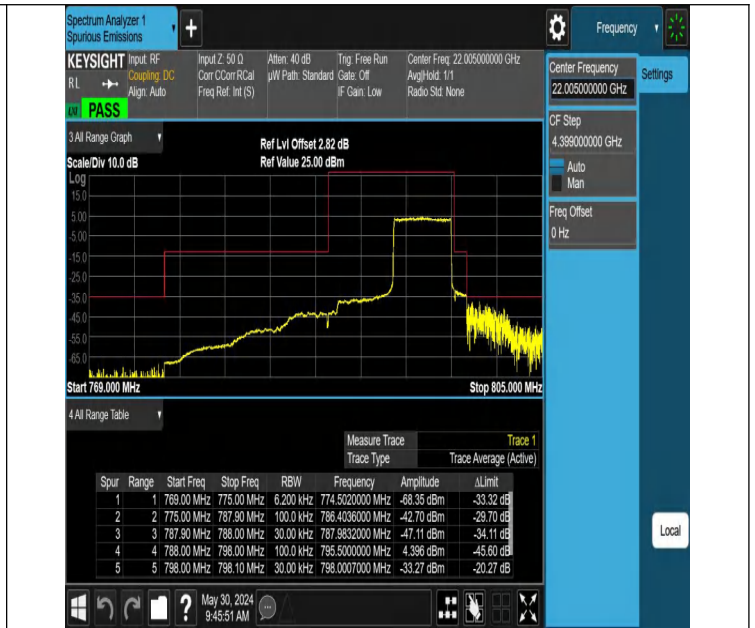 Spectrum Analyzer 1
Spurious Emissions
Frequency
KEYSIGHT Input: RF Input Z: 50 Ω Atten: 40 dB Trig: Free Run Center Freq: 22.005000000 GHz
RL Coupling: DC Corr CCorr RCal µW Path: Standard Gate: Off Avg|Hold: 1/1
Align: Auto Freq Ref: Int (S) IF Gain: Low Radio Std: None
PASS
Center Frequency
22.005000000 GHz
Settings
CF Step
4.399000000 GHz
Auto
Man
Freq Offset
0 Hz
3 All Range Graph
Ref Lvl Offset 2.82 dB
Scale/Div 10.0 dB Ref Value 25.00 dBm
Log
15.0
5.00
-5.00
-15.0
-25.0
-35.0
-45.0
-55.0
-65.0
Start 769.000 MHz Stop 805.000 MHz
4 All Range Table
Measure Trace Trace 1
Trace Type Trace Average (Active)
Spur Range Start Freq Stop Freq RBW Frequency Amplitude ΔLimit
1 1 769.00 MHz 775.00 MHz 6.200 kHz 774.5020000 MHz -68.35 dBm -33.32 dB
2 2 775.00 MHz 787.90 MHz 100.0 kHz 786.4036000 MHz -42.70 dBm -29.70 dB
3 3 787.90 MHz 788.00 MHz 30.00 kHz 787.9832000 MHz -47.11 dBm -34.11 dB
4 4 788.00 MHz 798.00 MHz 100.0 kHz 795.5000000 MHz 4.396 dBm -45.60 dB
5 5 798.00 MHz 798.10 MHz 30.00 kHz 798.0007000 MHz -33.27 dBm -20.27 dB
Local
May 30, 2024
9:45:51 AM